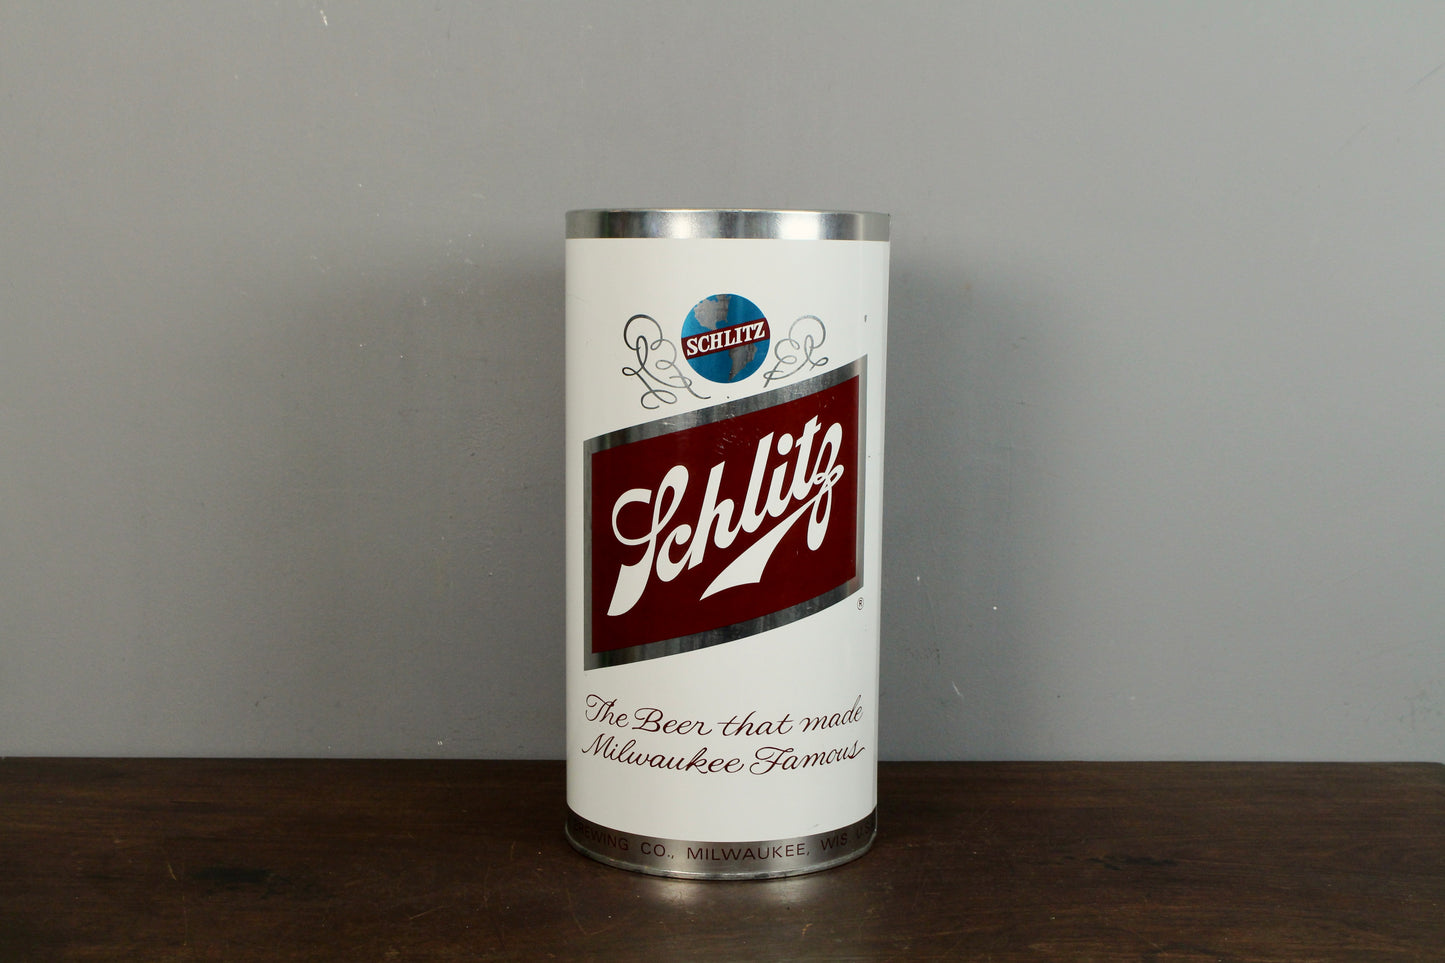 SCHLITZ
Schlitz
®
The Beer that made
Milwaukee Famous
BREWING CO., MILWAUKEE, WIS. U.S.